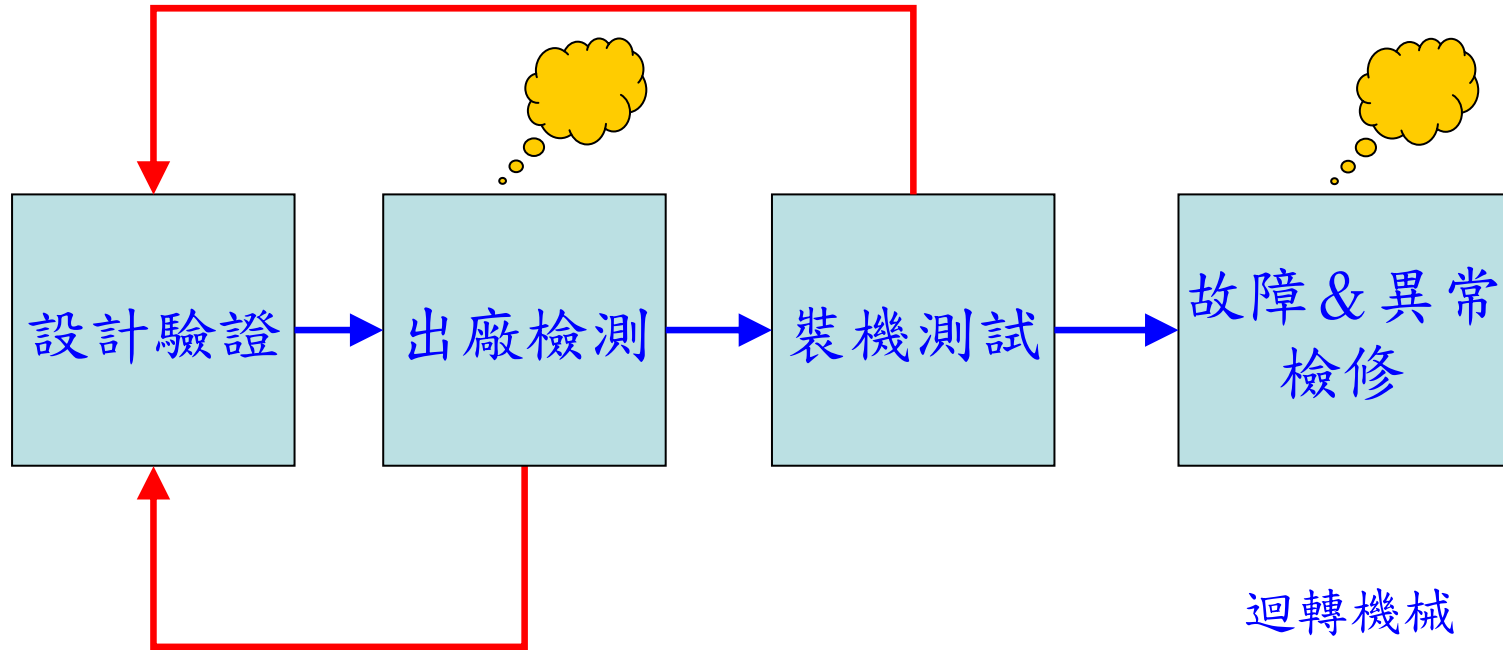 設計驗證
出廠檢測
裝機測試
故障&異常
檢修
迴轉機械